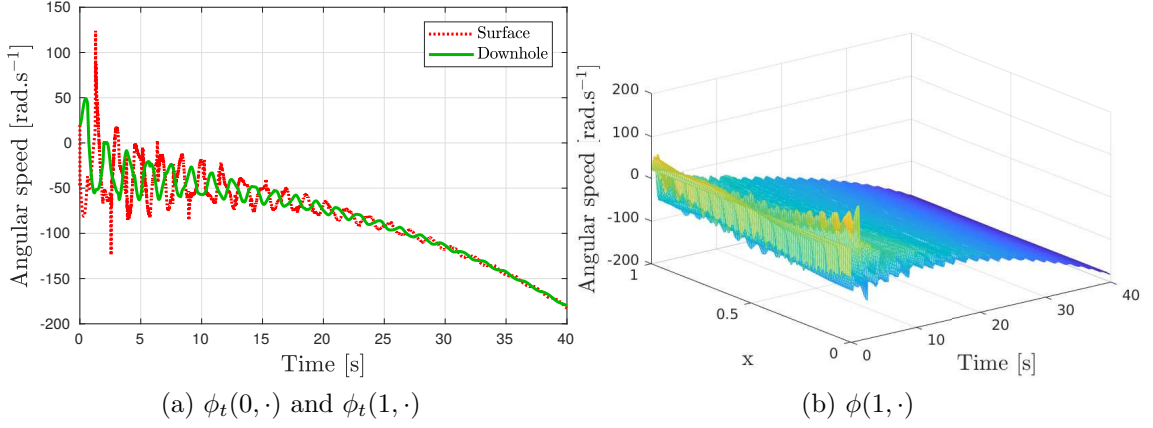 150
100
50
0
-50
-100
-150
-200
0 5 10 15 20 25 30 35 40
Angular speed [rad.s⁻¹]
Time [s]
Surface
Downhole
(a) ϕₜ(0, ·) and ϕₜ(1, ·)
200
100
0
-100
-200
Angular speed [rad.s⁻¹]
1
0.5
0
x
0
10
20
30
40
Time [s]
(b) ϕ(1, ·)